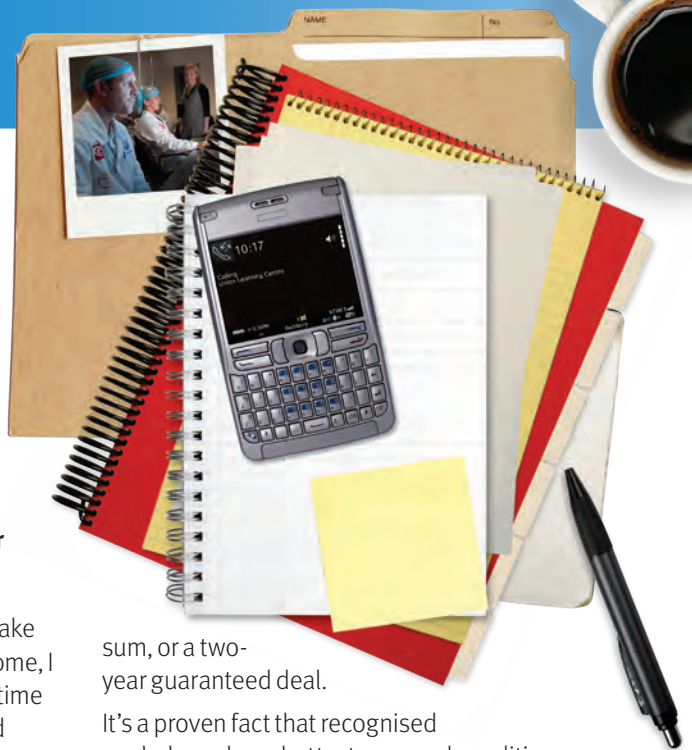 NAME
No
10:17
Calling
Union Learning Centre
r
ake
ome, I
time
d
sum, or a two-
year guaranteed deal.
It's a proven fact that recognised